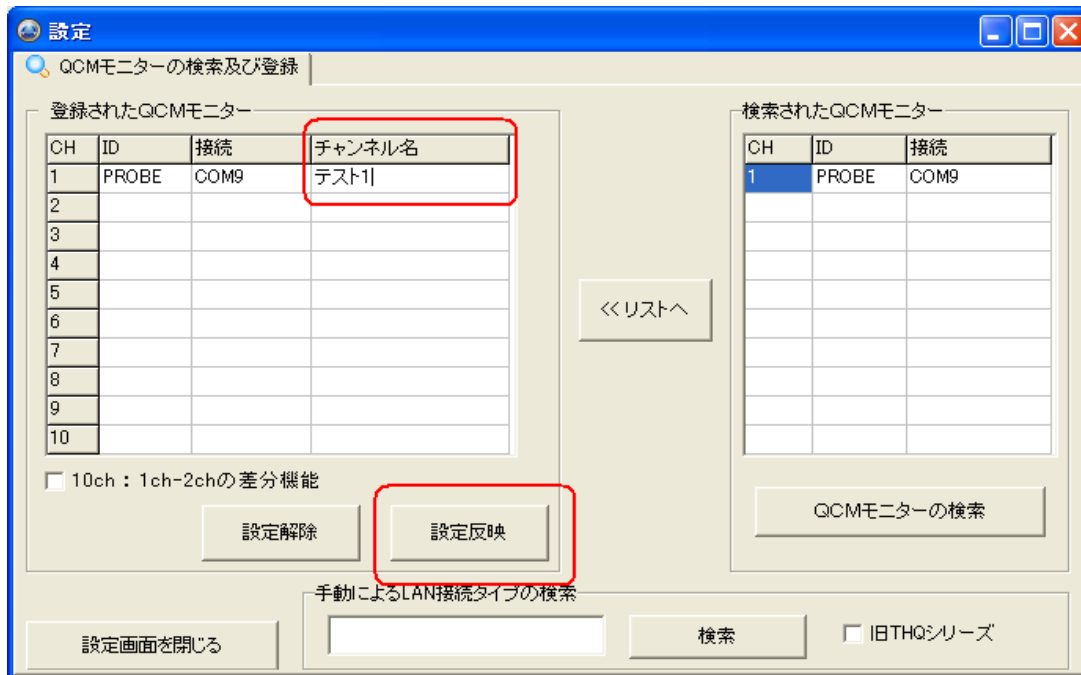 設定
QCMモニターの検索及び登録
登録されたQCMモニター
CH ID 接続 チャンネル名
1 PROBE COM9 テスト1
2
3
4
5
6
7
8
9
10
10ch：1ch-2chの差分機能
設定解除 設定反映
<<リストへ
検索されたQCMモニター
CH ID 接続
1 PROBE COM9
QCMモニターの検索
手動によるLAN接続タイプの検索
設定画面を閉じる
検索
旧THQシリーズ